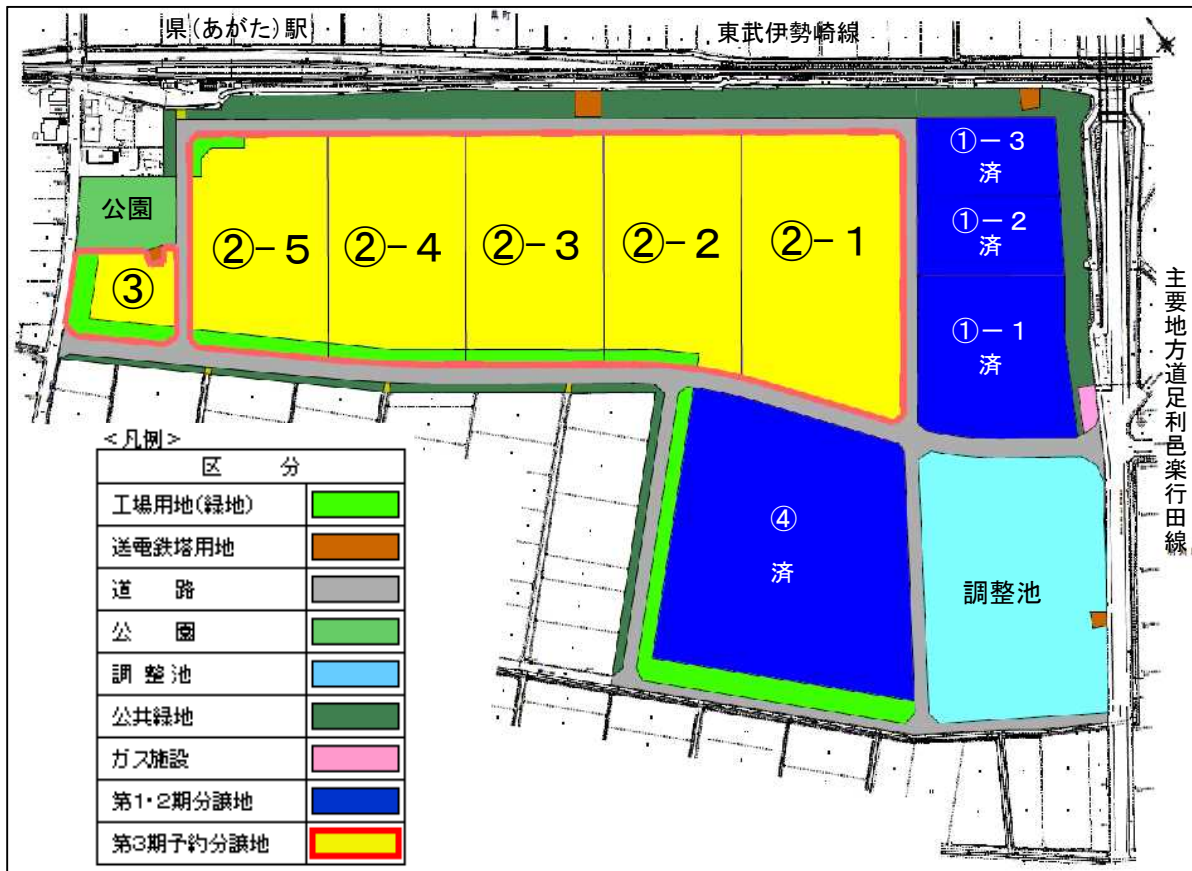 県町
県(あがた)駅
東武伊勢崎線
①－３
済
公園
②-５
②-４
②-３
②-２
②-１
①－２
済
③
主要地方道足利邑楽行田線
①－１
済
＜凡例＞
区　分
工場用地(緑地)
送電鉄塔用地
道　路
公　園
調整池
公共緑地
ガス施設
第1・2期分譲地
第3期予約分譲地
④
済
調整池